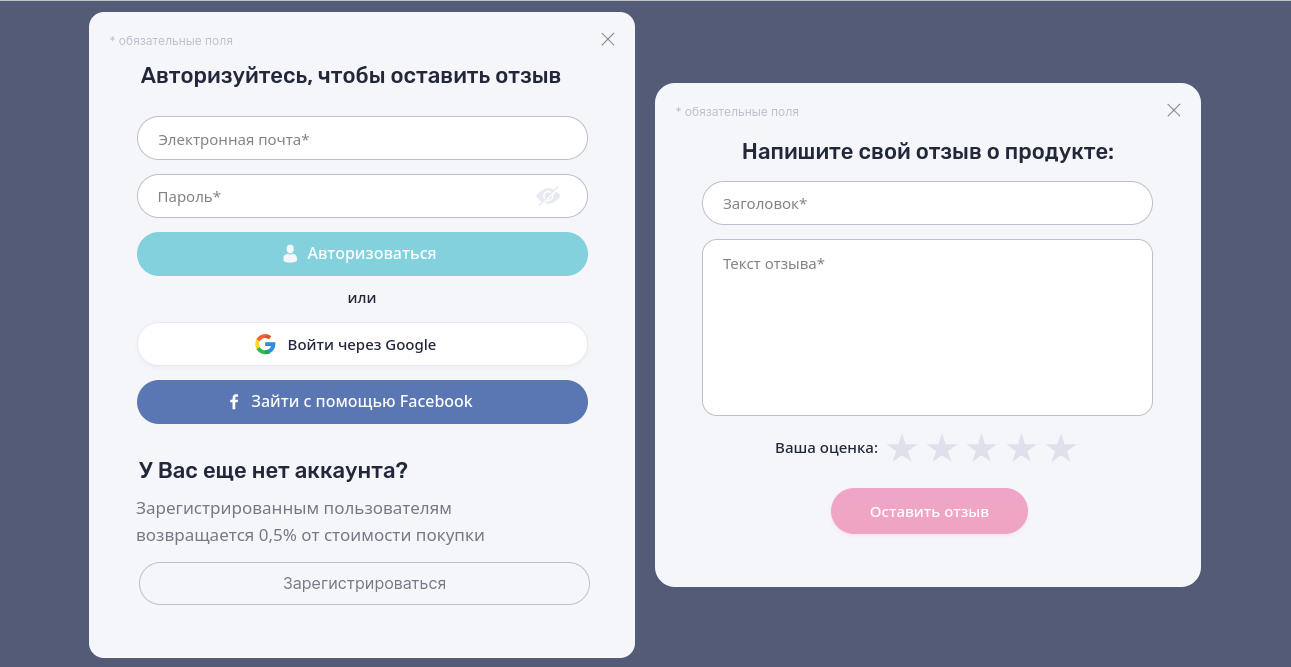 * обязательные поля
Авторизуйтесь, чтобы оставить отзыв
Электронная почта*
Пароль*
Авторизоваться
или
Войти через Google
Зайти с помощью Facebook
У Вас еще нет аккаунта?
Зарегистрированным пользователям
возвращается 0,5% от стоимости покупки
Зарегистрироваться
* обязательные поля
Напишите свой отзыв о продукте:
Заголовок*
Текст отзыва*
Ваша оценка:
Оставить отзыв